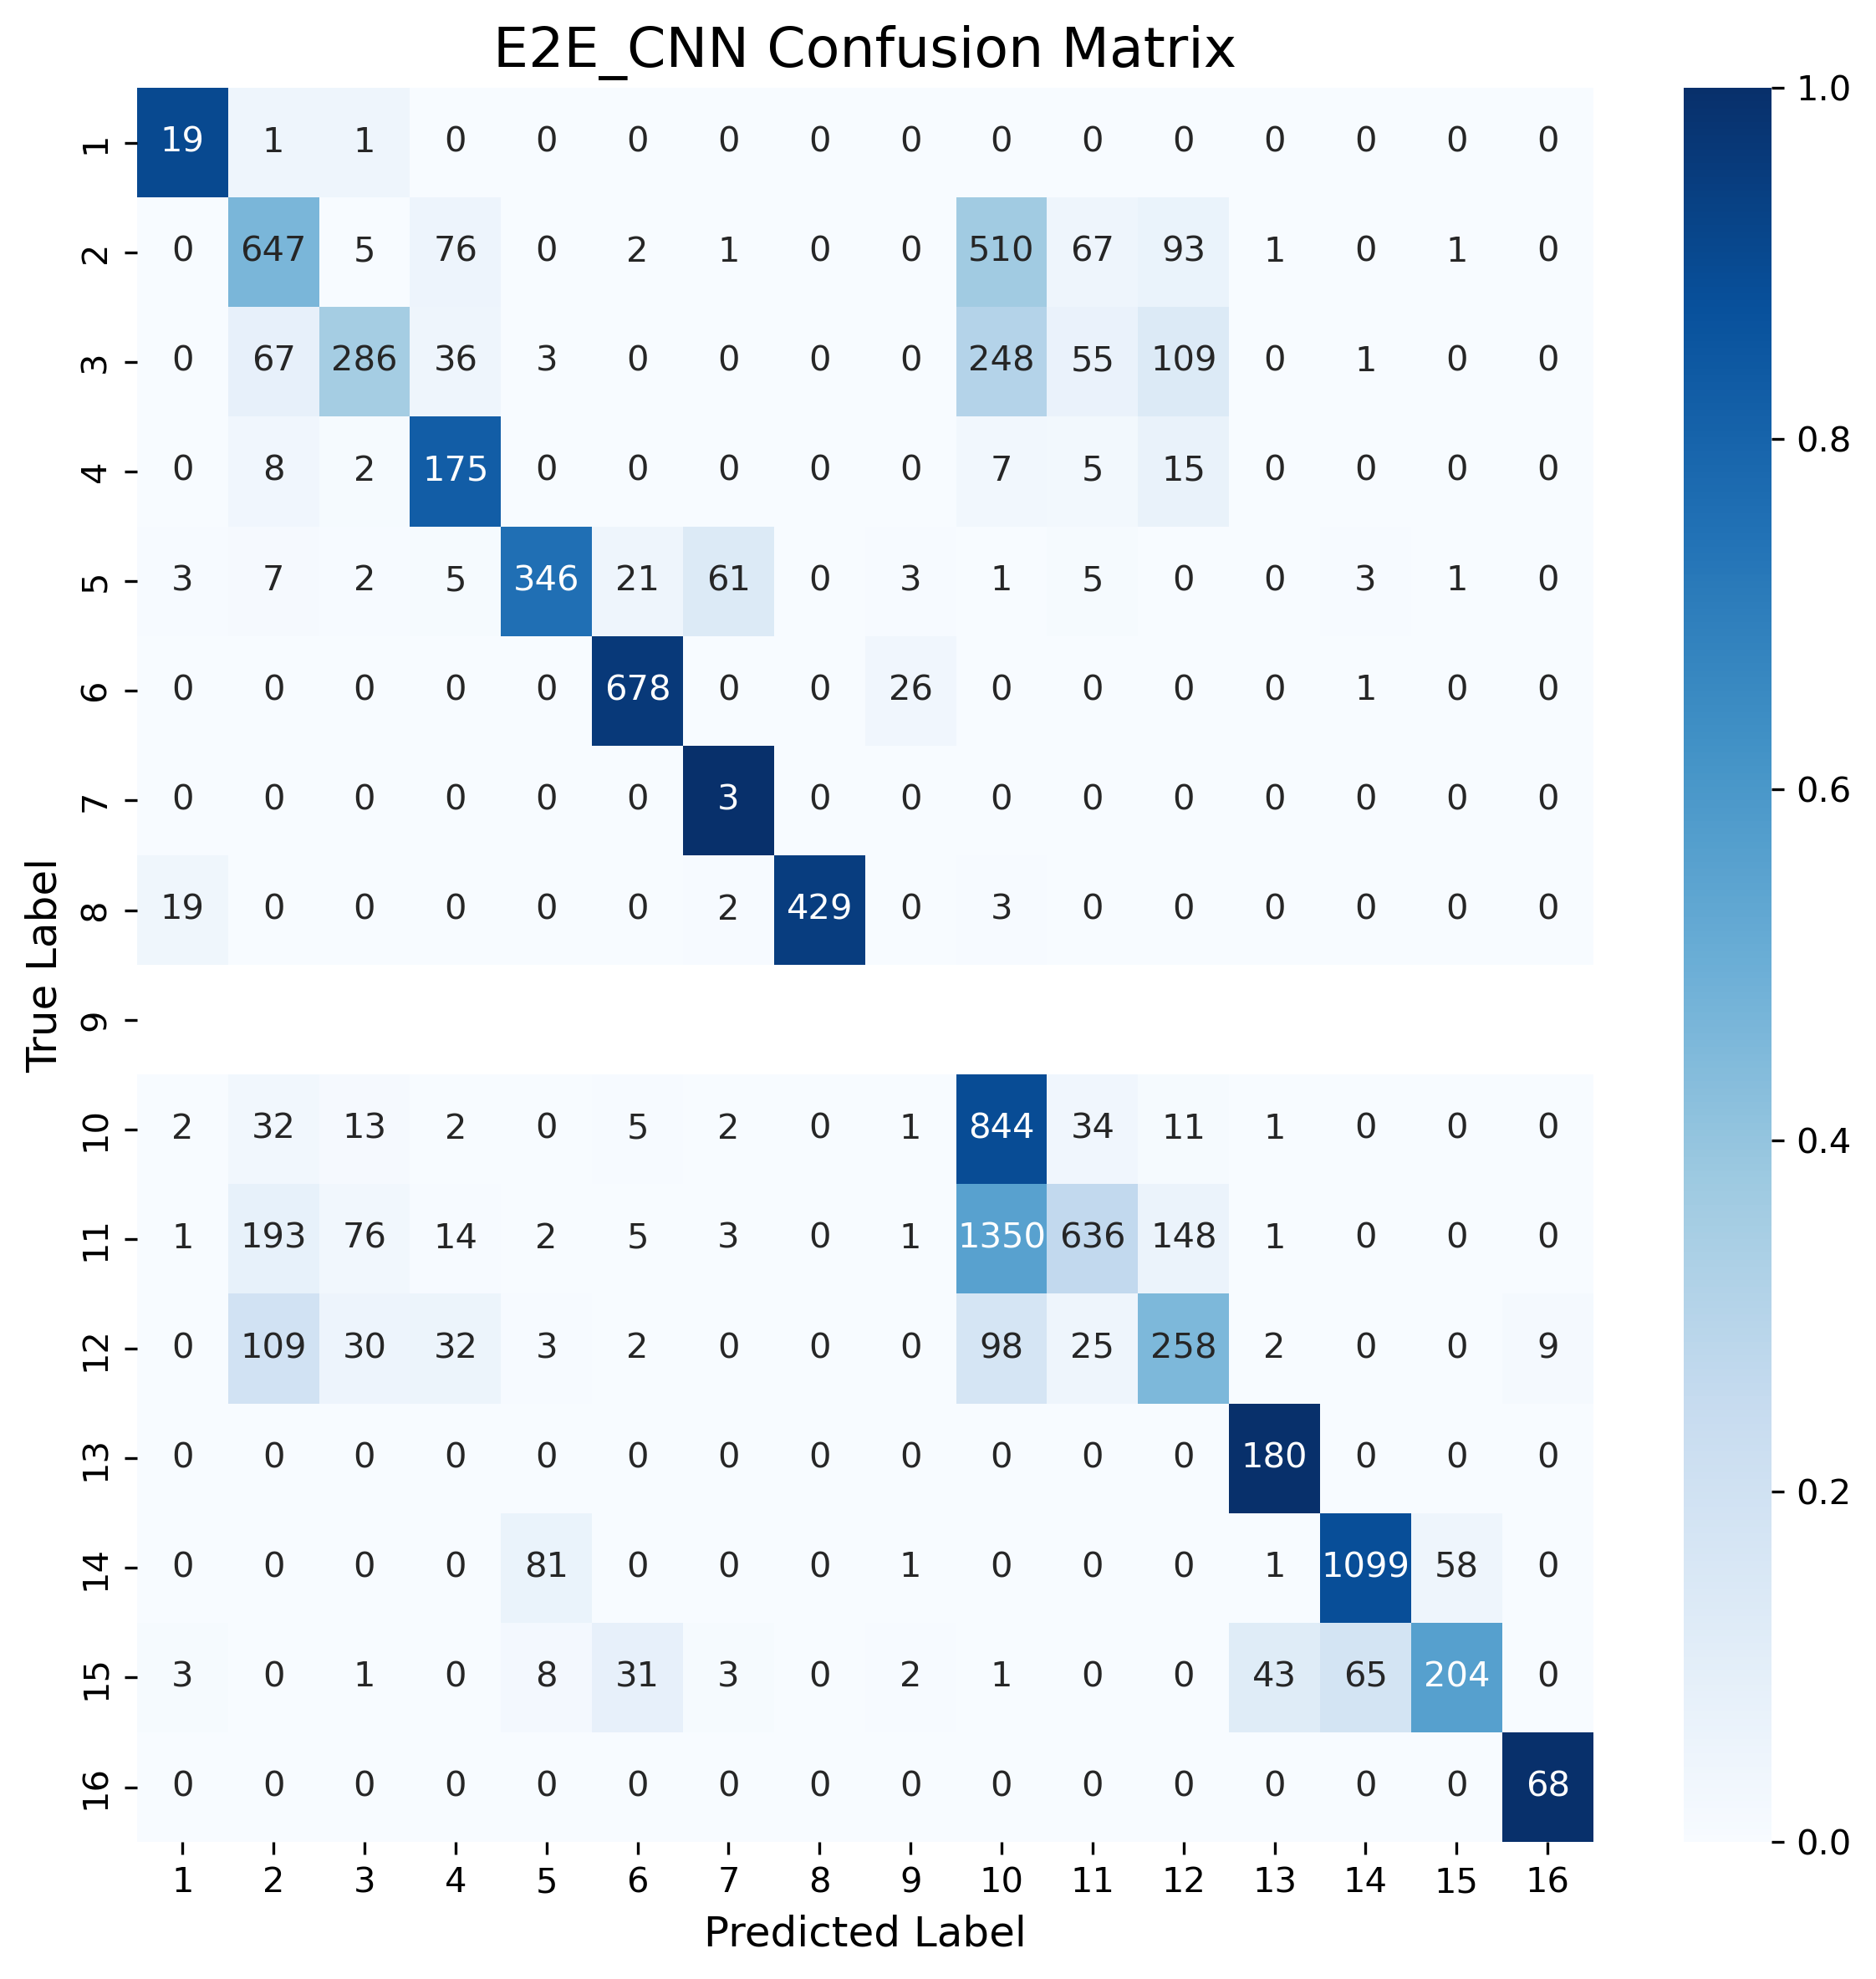 E2E_CNN Confusion Matrix
1 19 1 1 0 0 0 0 0 0 0 0 0 0 0 0 0
2 0 647 5 76 0 2 1 0 0 510 67 93 1 0 1 0
3 0 67 286 36 3 0 0 0 0 248 55 109 0 1 0 0
4 0 8 2 175 0 0 0 0 0 7 5 15 0 0 0 0
5 3 7 2 5 346 21 61 0 3 1 5 0 0 3 1 0
6 0 0 0 0 0 678 0 0 26 0 0 0 0 1 0 0
7 0 0 0 0 0 0 3 0 0 0 0 0 0 0 0 0
8 19 0 0 0 0 0 2 429 0 3 0 0 0 0 0 0
9
10 2 32 13 2 0 5 2 0 1 844 34 11 1 0 0 0
11 1 193 76 14 2 5 3 0 1 1350 636 148 1 0 0 0
12 0 109 30 32 3 2 0 0 0 98 25 258 2 0 0 9
13 0 0 0 0 0 0 0 0 0 0 0 0 180 0 0 0
14 0 0 0 0 81 0 0 0 1 0 0 0 1 1099 58 0
15 3 0 1 0 8 31 3 0 2 1 0 0 43 65 204 0
16 0 0 0 0 0 0 0 0 0 0 0 0 0 0 0 68
1 2 3 4 5 6 7 8 9 10 11 12 13 14 15 16
Predicted Label
True Label
1.0
0.8
0.6
0.4
0.2
0.0